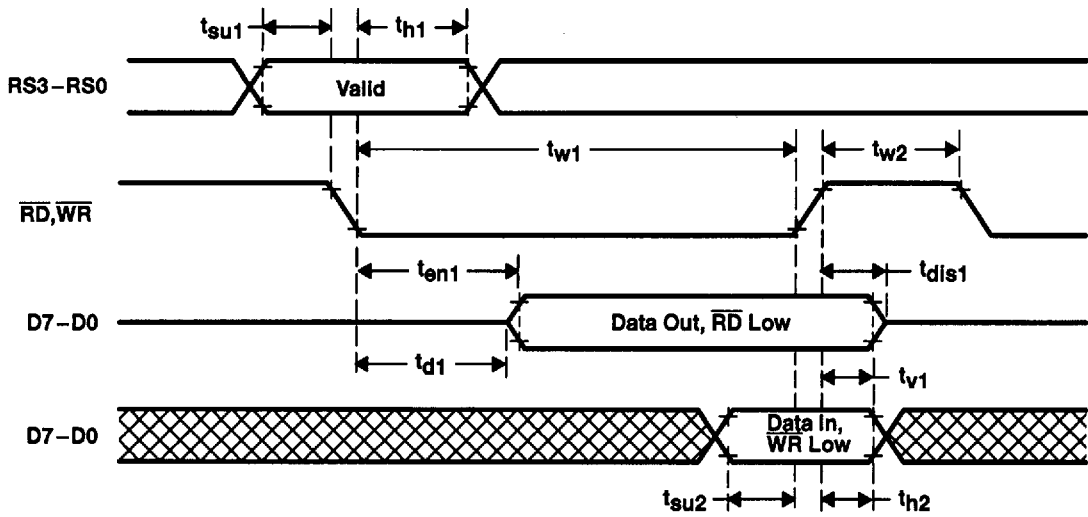 tsu1
th1
RS3–RS0
Valid
tw1
tw2
RD,WR
ten1
tdis1
D7–D0
Data Out, RD Low
td1
tv1
D7–D0
Data In,
WR Low
tsu2
th2